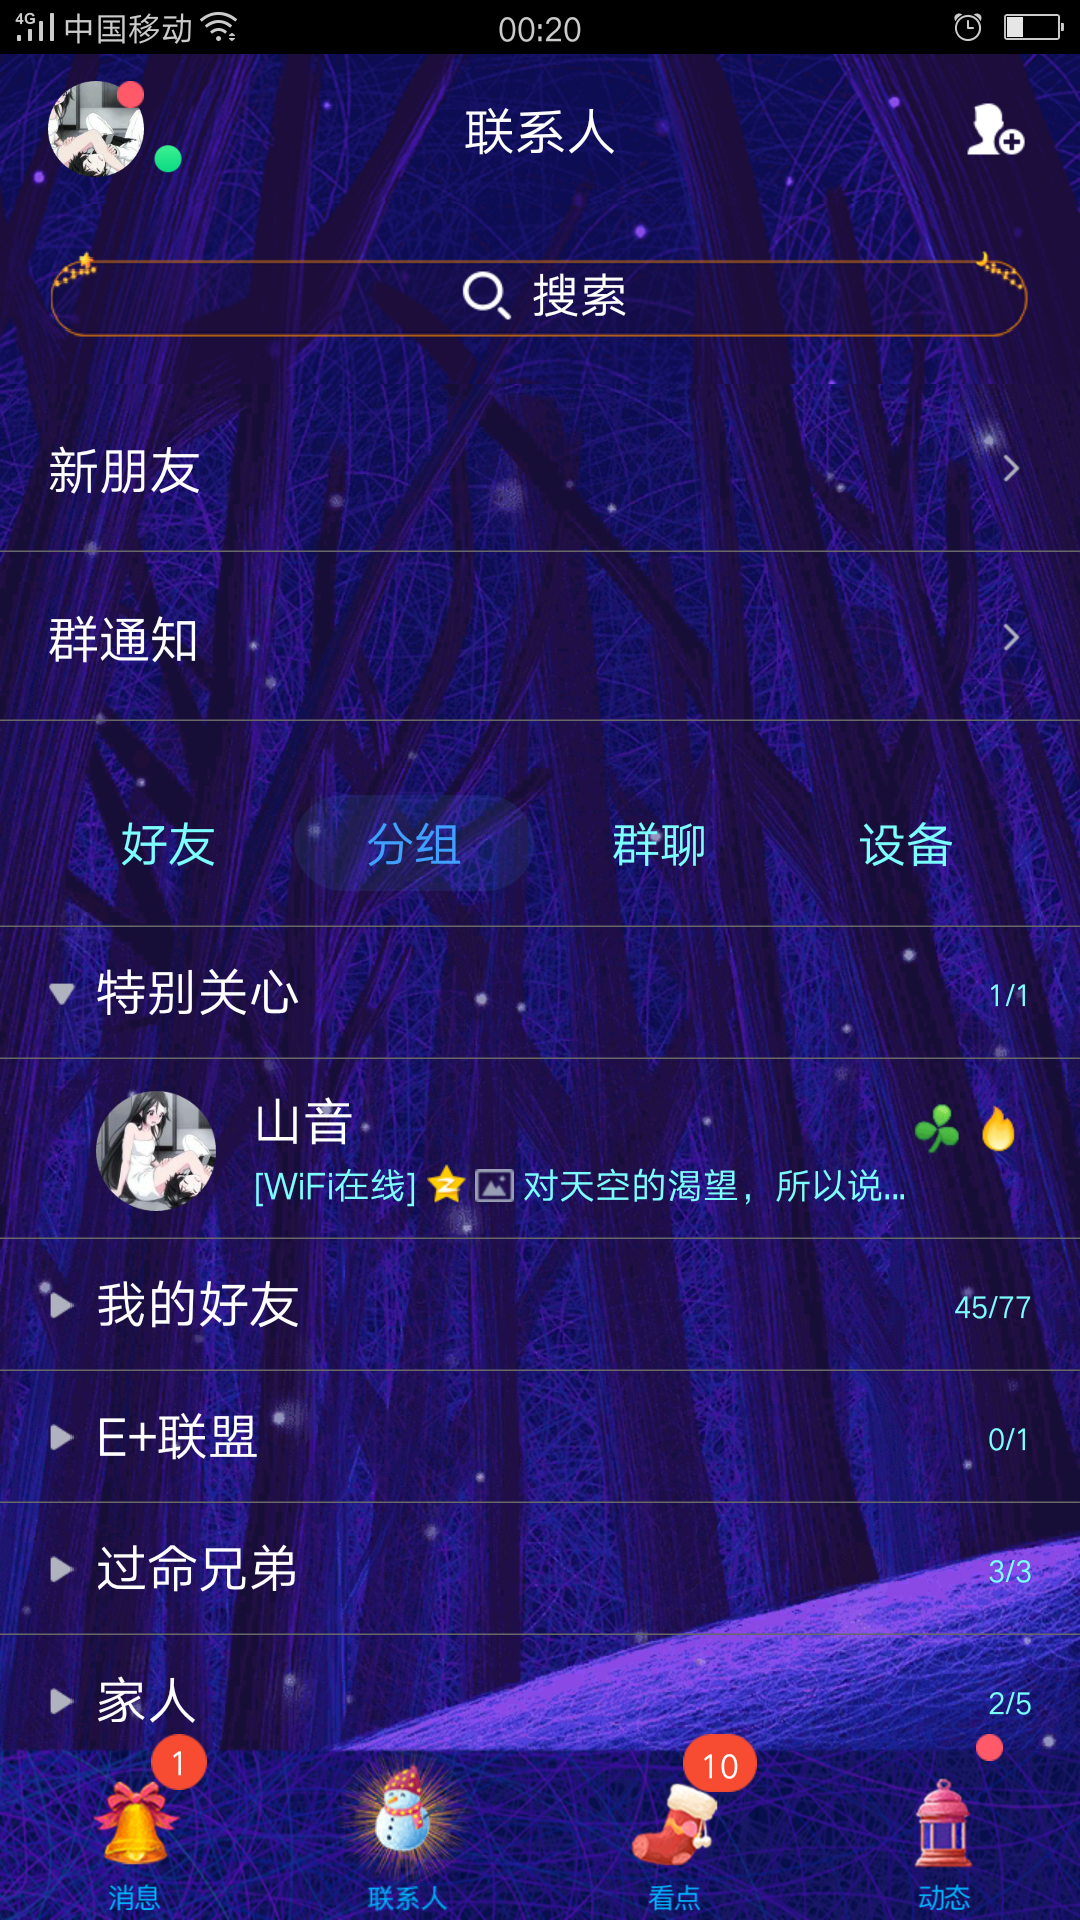 4G 中国移动 00:20
联系人
搜索
新朋友
群通知
好友 分组 群聊 设备
特别关心 1/1
山音
[WiFi在线] 对天空的渴望，所以说...
我的好友 45/77
E+联盟 0/1
过命兄弟 3/3
家人 2/5
1 10
消息 联系人 看点 动态